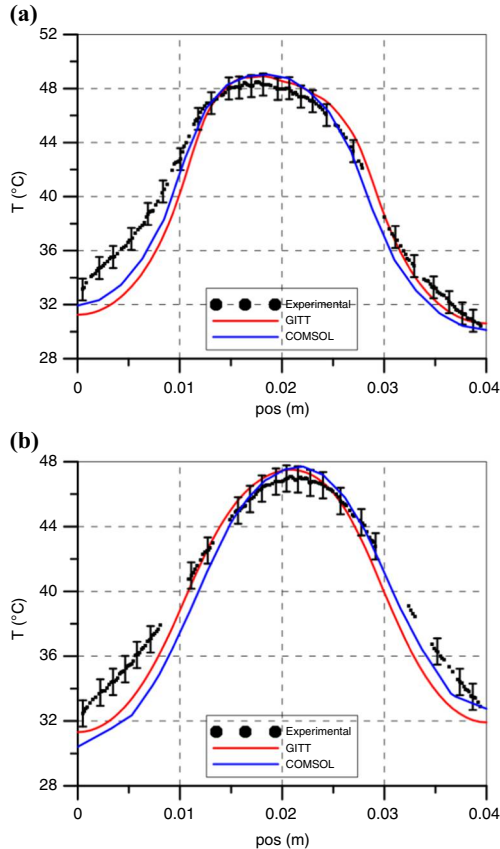 (a)
52
48
44
40
36
32
28
T (°C)
Experimental
GITT
COMSOL
0
0.01
0.02
0.03
0.04
pos (m)
(b)
48
44
40
36
32
28
T (°C)
Experimental
GITT
COMSOL
0
0.01
0.02
0.03
0.04
pos (m)